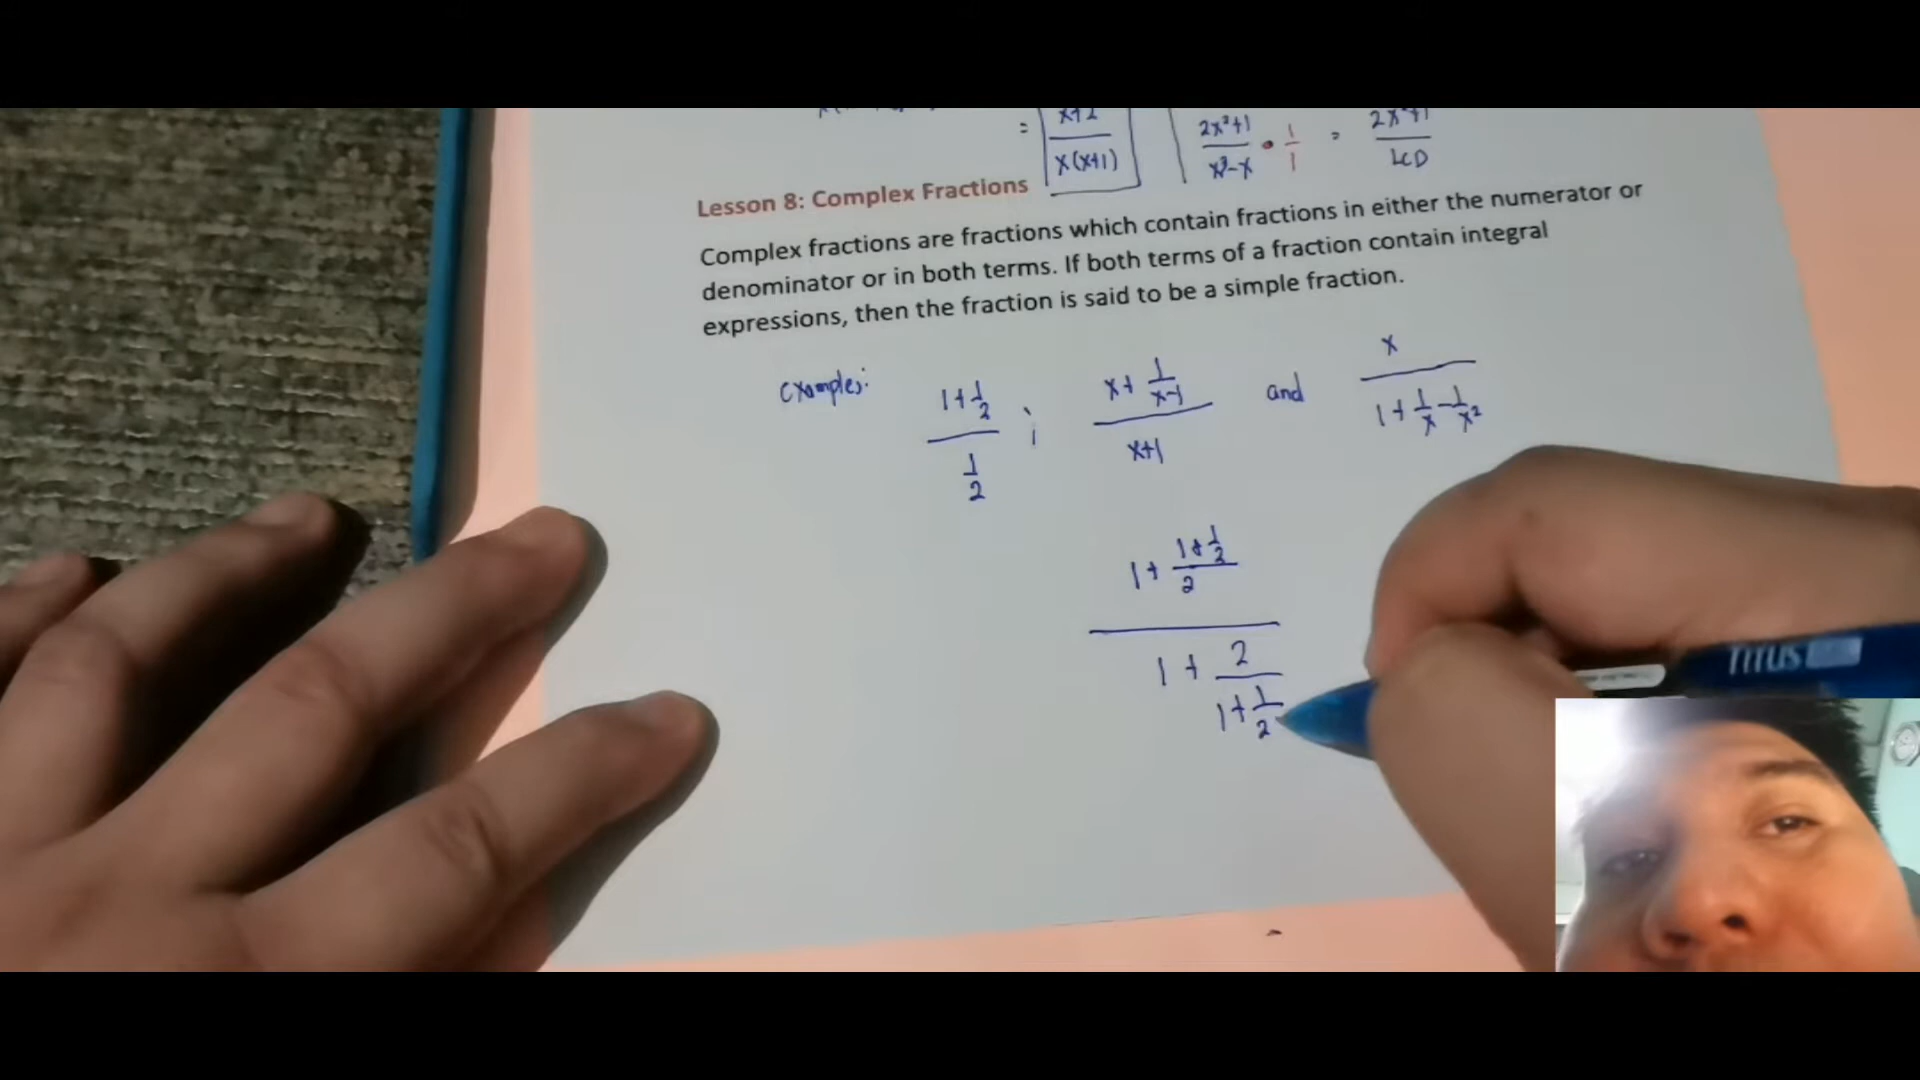 = x+2 / x(x+1)   2x²+1 / x³-x • 1/1 = 2x²+1 / LCD
Lesson 8: Complex Fractions
Complex fractions are fractions which contain fractions in either the numerator or
denominator or in both terms. If both terms of a fraction contain integral
expressions, then the fraction is said to be a simple fraction.
Examples: 1+1/2 / 1/2 ; x+ 1/x-1 / x+1 and x / 1+1/x-1/x²
1+ 1+1/2 / 2
1+ 2 / 1+1/2
TITUS